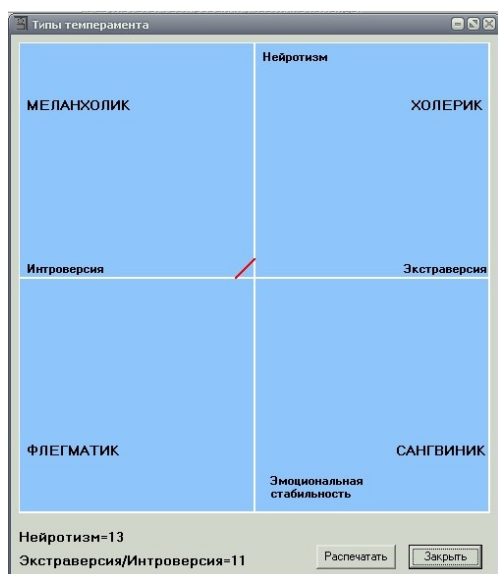 Типы темперамента
Нейротизм
МЕЛАНХОЛИК
ХОЛЕРИК
Интроверсия
Экстраверсия
ФЛЕГМАТИК
САНГВИНИК
Эмоциональная
стабильность
Нейротизм=13
Экстраверсия/Интроверсия=11
Распечатать
Закрыть